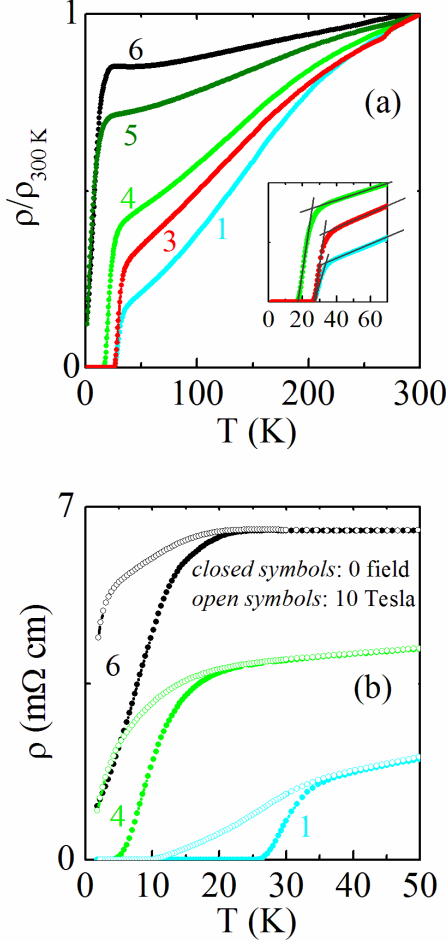 1
6
(a)
5
ρ/ρ300 K
4
3
1
0 20 40 60
0
0 100 200 300
T (K)
7
closed symbols: 0 field
open symbols: 10 Tesla
6
ρ (mΩ cm)
(b)
4
1
0
0 10 20 30 40 50
T (K)